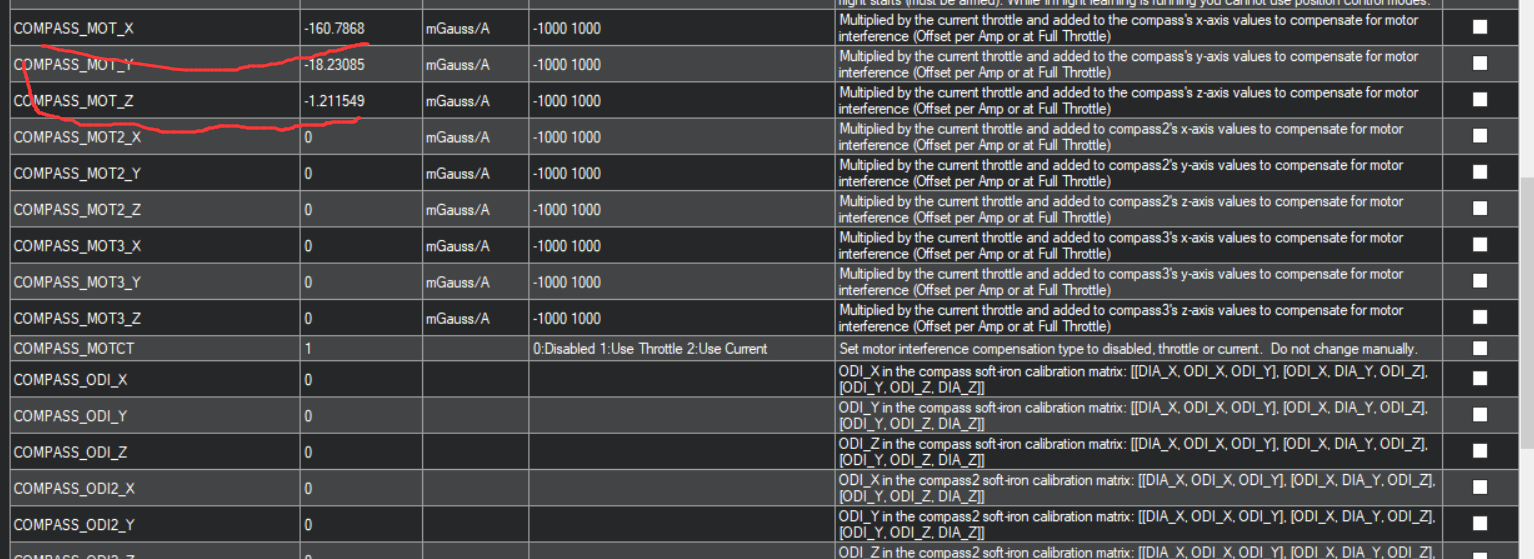 flight starts (must be armed). While InFlight learning is running you cannot use position control modes.
COMPASS_MOT_X -160.7868 mGauss/A -1000 1000 Multiplied by the current throttle and added to the compass's x-axis values to compensate for motor
interference (Offset per Amp or at Full Throttle)
COMPASS_MOT_Y -18.23085 mGauss/A -1000 1000 Multiplied by the current throttle and added to the compass's y-axis values to compensate for motor
interference (Offset per Amp or at Full Throttle)
COMPASS_MOT_Z -1.211549 mGauss/A -1000 1000 Multiplied by the current throttle and added to the compass's z-axis values to compensate for motor
interference (Offset per Amp or at Full Throttle)
COMPASS_MOT2_X 0 mGauss/A -1000 1000 Multiplied by the current throttle and added to compass2's x-axis values to compensate for motor
interference (Offset per Amp or at Full Throttle)
COMPASS_MOT2_Y 0 mGauss/A -1000 1000 Multiplied by the current throttle and added to compass2's y-axis values to compensate for motor
interference (Offset per Amp or at Full Throttle)
COMPASS_MOT2_Z 0 mGauss/A -1000 1000 Multiplied by the current throttle and added to compass2's z-axis values to compensate for motor
interference (Offset per Amp or at Full Throttle)
COMPASS_MOT3_X 0 mGauss/A -1000 1000 Multiplied by the current throttle and added to compass3's x-axis values to compensate for motor
interference (Offset per Amp or at Full Throttle)
COMPASS_MOT3_Y 0 mGauss/A -1000 1000 Multiplied by the current throttle and added to compass3's y-axis values to compensate for motor
interference (Offset per Amp or at Full Throttle)
COMPASS_MOT3_Z 0 mGauss/A -1000 1000 Multiplied by the current throttle and added to compass3's z-axis values to compensate for motor
interference (Offset per Amp or at Full Throttle)
COMPASS_MOTCT 1 0:Disabled 1:Use Throttle 2:Use Current Set motor interference compensation type to disabled, throttle or current. Do not change manually.
COMPASS_ODI_X 0 ODI_X in the compass soft-iron calibration matrix: [[DIA_X, ODI_X, ODI_Y], [ODI_X, DIA_Y, ODI_Z],
[ODI_Y, ODI_Z, DIA_Z]]
COMPASS_ODI_Y 0 ODI_Y in the compass soft-iron calibration matrix: [[DIA_X, ODI_X, ODI_Y], [ODI_X, DIA_Y, ODI_Z],
[ODI_Y, ODI_Z, DIA_Z]]
COMPASS_ODI_Z 0 ODI_Z in the compass soft-iron calibration matrix: [[DIA_X, ODI_X, ODI_Y], [ODI_X, DIA_Y, ODI_Z],
[ODI_Y, ODI_Z, DIA_Z]]
COMPASS_ODI2_X 0 ODI_X in the compass2 soft-iron calibration matrix: [[DIA_X, ODI_X, ODI_Y], [ODI_X, DIA_Y, ODI_Z],
[ODI_Y, ODI_Z, DIA_Z]]
COMPASS_ODI2_Y 0 ODI_Y in the compass2 soft-iron calibration matrix: [[DIA_X, ODI_X, ODI_Y], [ODI_X, DIA_Y, ODI_Z],
[ODI_Y, ODI_Z, DIA_Z]]
COMPASS_ODI2_Z 0 ODI_Z in the compass2 soft-iron calibration matrix: [[DIA_X, ODI_X, ODI_Y], [ODI_X, DIA_Y, ODI_Z],